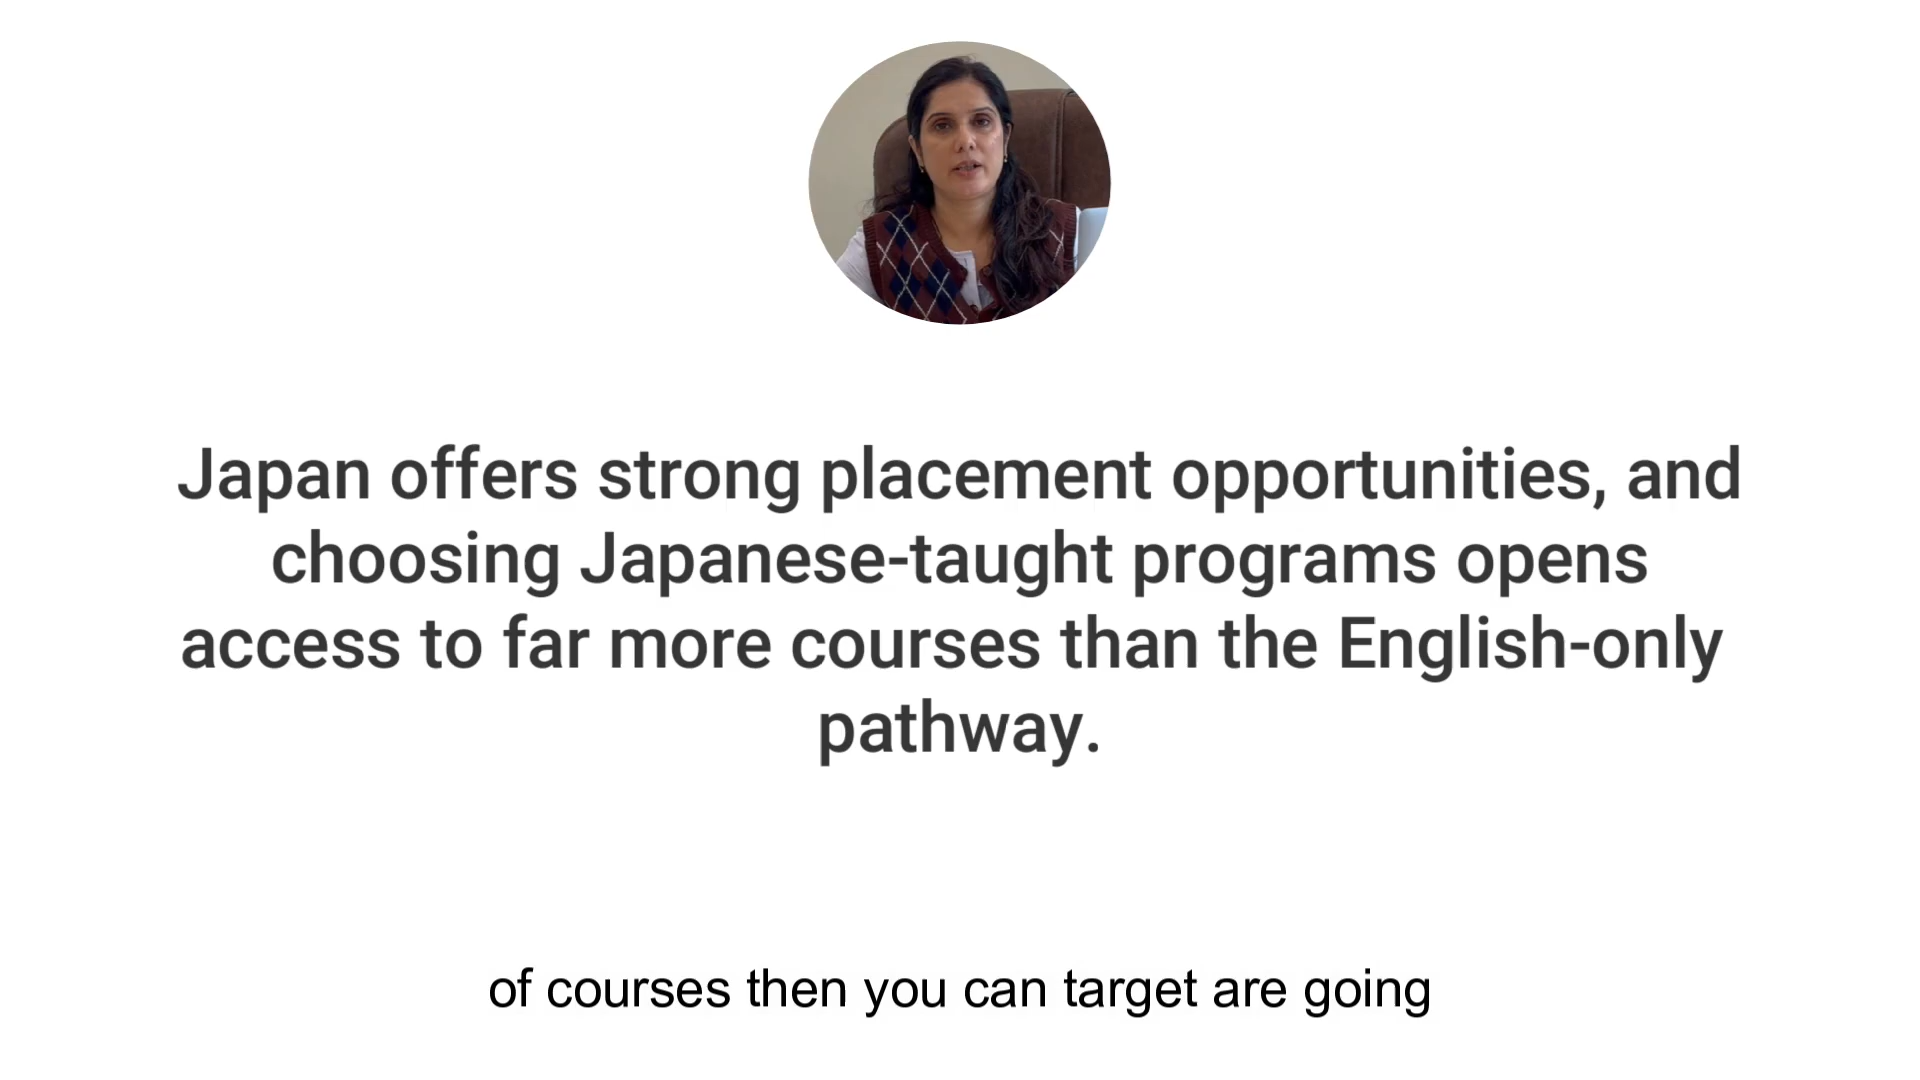 Japan offers strong placement opportunities, and
choosing Japanese-taught programs opens
access to far more courses than the English-only
pathway.
of courses then you can target are going